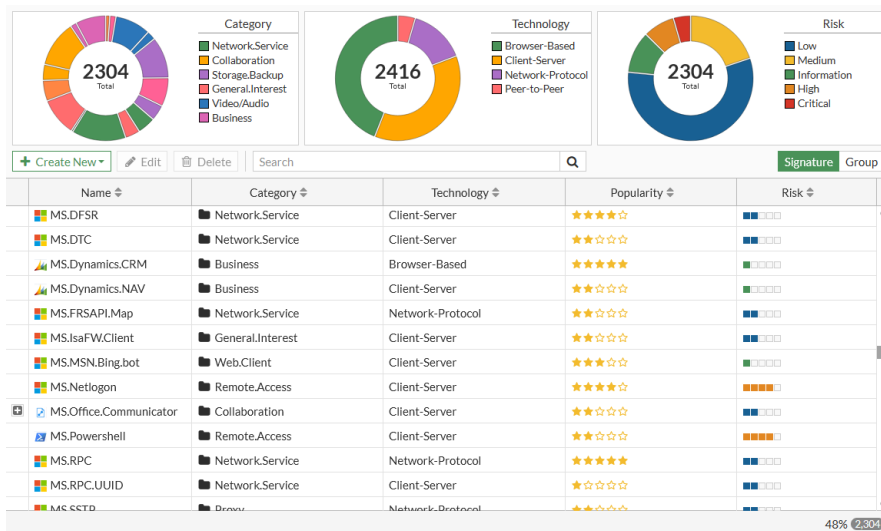 Category
2304
Total
Network.Service
Collaboration
Storage.Backup
General.Interest
Video/Audio
Business
Technology
2416
Total
Browser-Based
Client-Server
Network-Protocol
Peer-to-Peer
Risk
2304
Total
Low
Medium
Information
High
Critical
Create New Edit Delete Search Signature Group
Name Category Technology Popularity Risk
MS.DFSR Network.Service Client-Server
MS.DTC Network.Service Client-Server
MS.Dynamics.CRM Business Browser-Based
MS.Dynamics.NAV Business Client-Server
MS.FRSAPI.Map Network.Service Network-Protocol
MS.IsaFW.Client General.Interest Client-Server
MS.MSN.Bing.bot Web.Client Client-Server
MS.Netlogon Remote.Access Client-Server
MS.Office.Communicator Collaboration Client-Server
MS.Powershell Remote.Access Client-Server
MS.RPC Network.Service Network-Protocol
MS.RPC.UUID Network.Service Client-Server
MS.SSTP Proxy Network-Protocol
48% 2,304